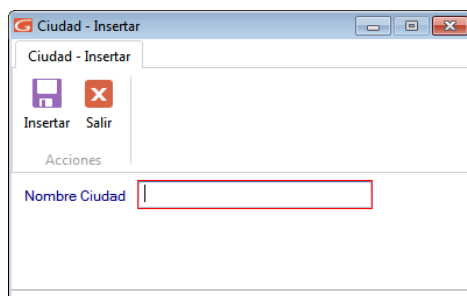 Ciudad - Insertar
Ciudad - Insertar
Insertar Salir
Acciones
Nombre Ciudad